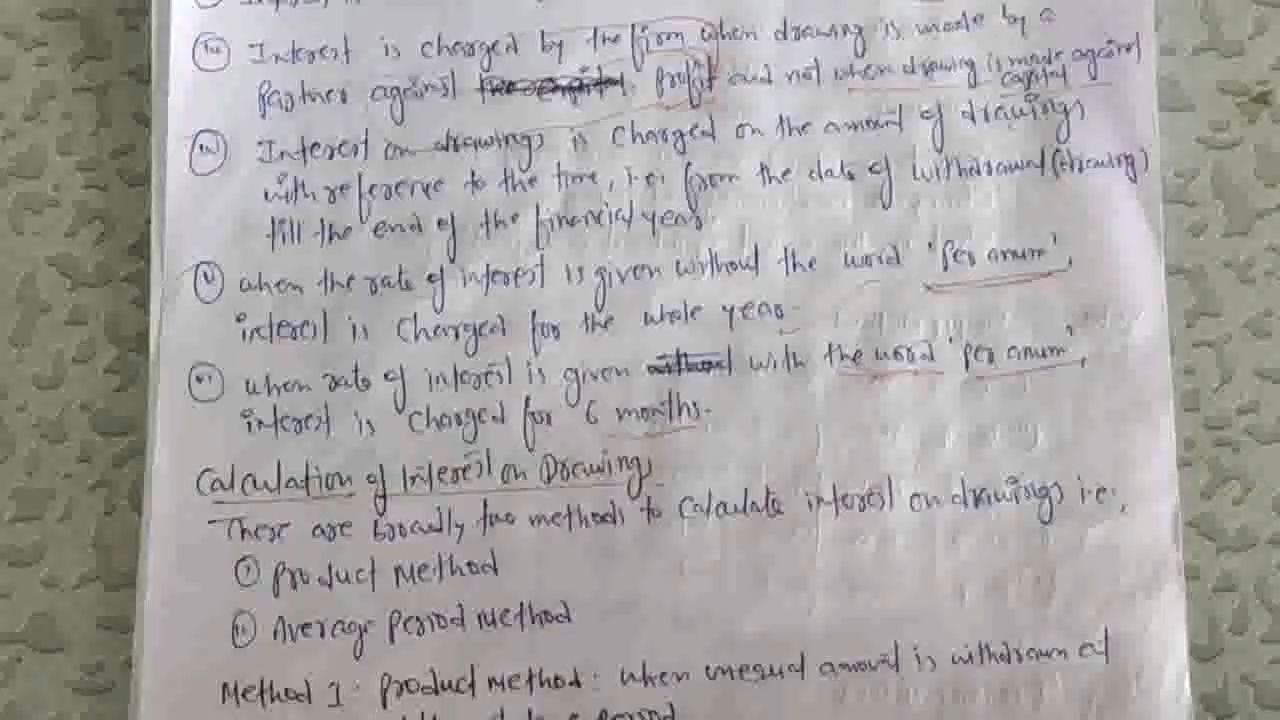 (iii) Interest is charged by the firm when drawing is made by a
partner against profit and not when drawing is made against
capital
(iv) Interest on drawings is charged on the amount of drawings
with reference to the time, i.e. from the date of withdrawal (drawing)
till the end of the financial year.
(v) when the rate of interest is given without the word 'per anum',
interest is charged for the whole year.
(vi) when rate of interest is given with the word 'per anum',
interest is charged for 6 months.
Calculation of Interest on Drawings
There are broadly two methods to calculate interest on drawings i.e.,
(i) Product Method
(ii) Average Period Method
Method 1: Product Method: when unequal amount is withdrawn at
period